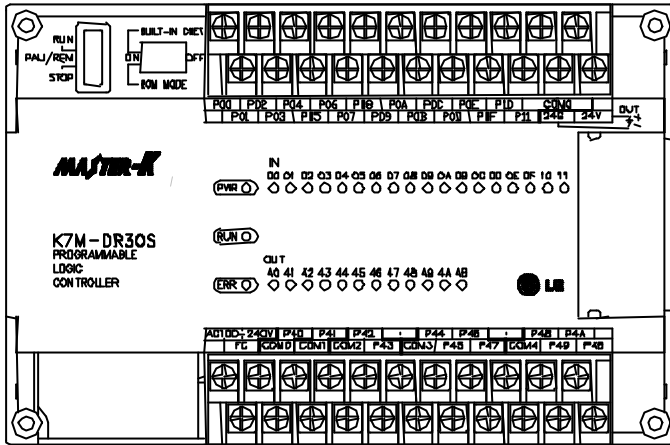 RUN
PAU/REM
STOP
BUILT-IN
ON
OFF
ROM MODE
P00 P02 P04 P06 P08 P0A P0C P0E P10 COM0
P01 P03 P05 P07 P09 P0B P0D P0F P11 24G 24V
OUT
MASTER-K
IN
00 01 02 03 04 05 06 07 08 09 0A 0B 0C 0D 0E 0F 10 11
PWR
K7M-DR30S
PROGRAMMABLE
LOGIC
CONTROLLER
RUN
OUT
40 41 42 43 44 45 46 47 48 49 4A 4B
ERR
AC100-240V P40 P41 P42 . P44 P46 . P48 P4A
FG COM0 COM1 COM2 P43 COM3 P45 P47 COM4 P49 P4B